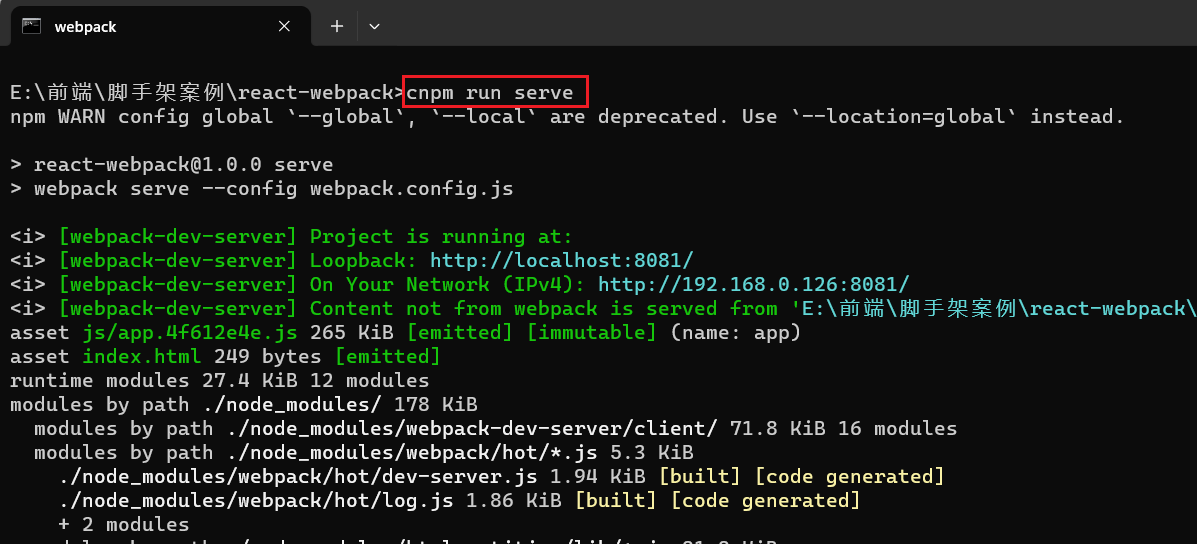 webpack
E:\前端\脚手架案例\react-webpack>cnpm run serve
npm WARN config global `--global`, `--local` are deprecated. Use `--location=global` instead.
> react-webpack@1.0.0 serve
> webpack serve --config webpack.config.js
<i> [webpack-dev-server] Project is running at:
<i> [webpack-dev-server] Loopback: http://localhost:8081/
<i> [webpack-dev-server] On Your Network (IPv4): http://192.168.0.126:8081/
<i> [webpack-dev-server] Content not from webpack is served from 'E:\前端\脚手架案例\react-webpack\
asset js/app.4f612e4e.js 265 KiB [emitted] [immutable] (name: app)
asset index.html 249 bytes [emitted]
runtime modules 27.4 KiB 12 modules
modules by path ./node_modules/ 178 KiB
  modules by path ./node_modules/webpack-dev-server/client/ 71.8 KiB 16 modules
  modules by path ./node_modules/webpack/hot/*.js 5.3 KiB
    ./node_modules/webpack/hot/dev-server.js 1.94 KiB [built] [code generated]
    ./node_modules/webpack/hot/log.js 1.86 KiB [built] [code generated]
    + 2 modules